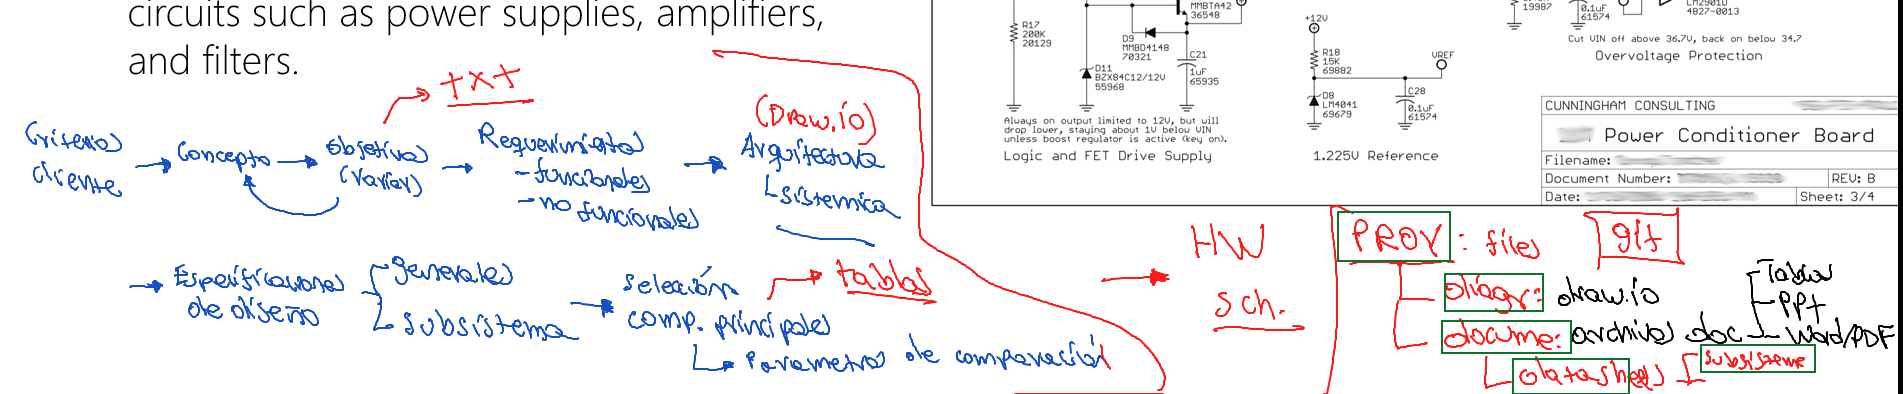 circuits such as power supplies, amplifiers,
and filters.
txt
Criterios
cliente
Concepto
Objetivos
(varios)
Requerimientos
- funcionales
- no funcionales
(Draw.io)
Arquitectura
sistemica
Especificaciones
de diseño
generales
subsistema
Selección
comp. principales
Parametros de comparación
tablas
HW
Sch.
PROY: files
git
diagr: draw.io
docume: archivos doc
Tablas
PPt
Word/PDF
datasheets
subsistema
R17
200K
20129
D9
MMBD4148
70321
D11
BZX84C12/12V
55968
MMBTA42
36548
C21
1uF
65935
Always on output limited to 12V, but will
drop lower, staying about 1V below VIN
unless boost regulator is active (key on).
Logic and FET Drive Supply
+12V
R18
15K
69882
VREF
D8
LM4041
69679
C28
0.1uF
61574
1.225V Reference
19987
0.1uF
61574
LM2901D
4827-0013
Cut VIN off above 36.7V, back on below 34.7
Overvoltage Protection
CUNNINGHAM CONSULTING
Power Conditioner Board
Filename:
Document Number:
REV: B
Date:
Sheet: 3/4